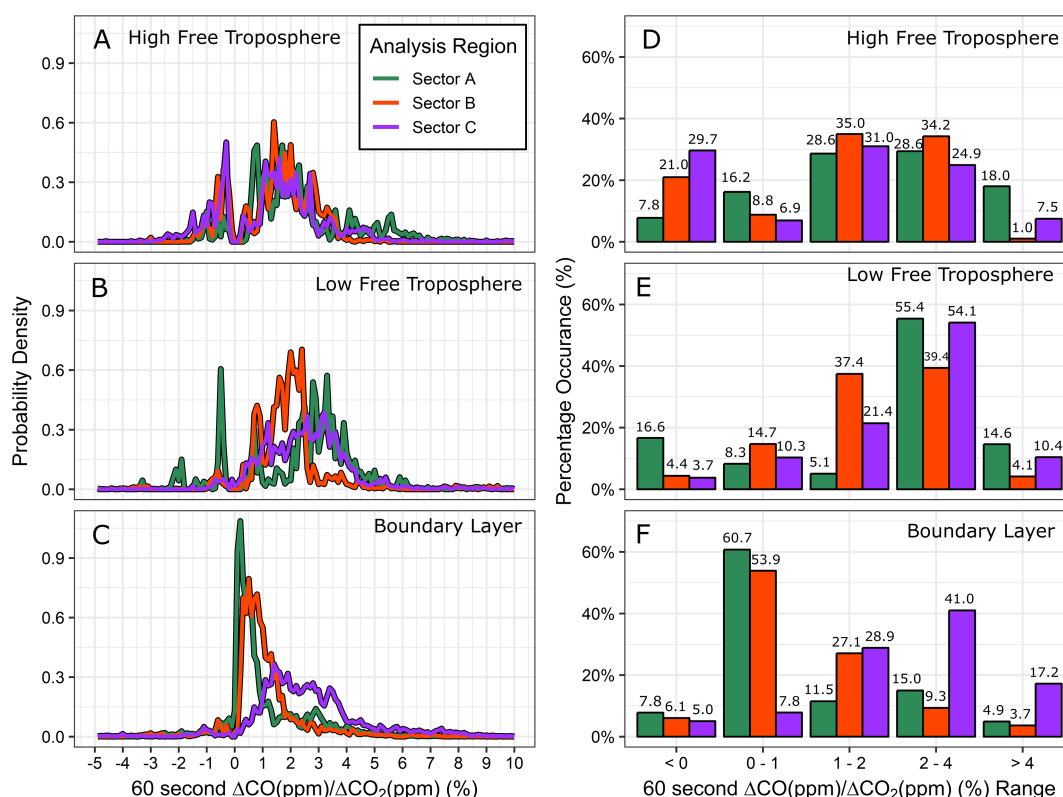 A High Free Troposphere
Analysis Region
Sector A
Sector B
Sector C
0.9
0.6
0.3
0.0
B Low Free Troposphere
0.9
0.6
0.3
0.0
C Boundary Layer
0.9
0.6
0.3
0.0
Probability Density
-5 -4 -3 -2 -1 0 1 2 3 4 5 6 7 8 9 10
60 second ΔCO(ppm)/ΔCO₂(ppm) (%)
D High Free Troposphere
60%
40%
20%
0%
7.8 21.0 29.7 16.2 8.8 6.9 28.6 35.0 31.0 28.6 34.2 24.9 18.0 1.0 7.5
E Low Free Troposphere
60%
40%
20%
0%
16.6 4.4 3.7 8.3 14.7 10.3 5.1 37.4 21.4 55.4 39.4 54.1 14.6 4.1 10.4
F Boundary Layer
60%
40%
20%
0%
7.8 6.1 5.0 60.7 53.9 7.8 11.5 27.1 28.9 15.0 9.3 41.0 4.9 3.7 17.2
Percentage Occurance (%)
< 0 0 - 1 1 - 2 2 - 4 > 4
60 second ΔCO(ppm)/ΔCO₂(ppm) (%) Range